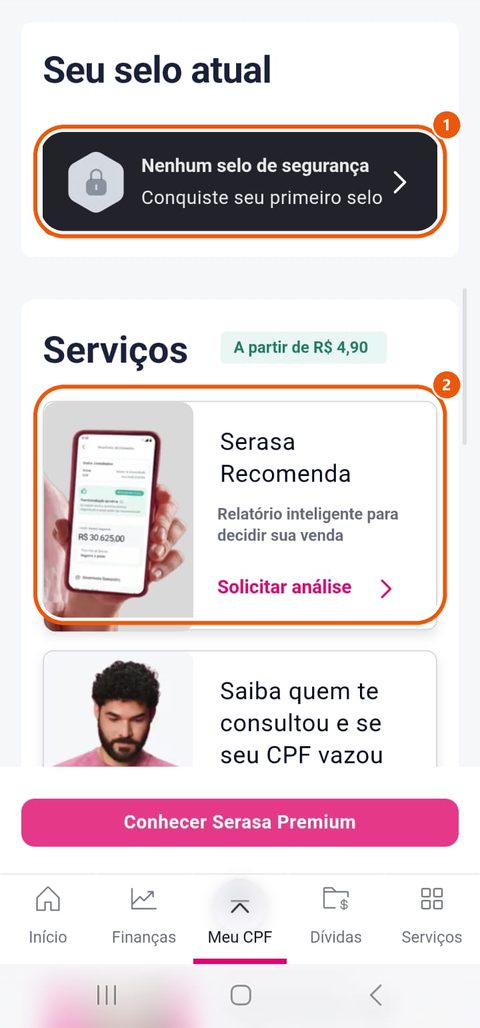 Seu selo atual
1
Nenhum selo de segurança
Conquiste seu primeiro selo
Serviços
A partir de R$ 4,90
2
Serasa
Recomenda
Relatório inteligente para
decidir sua venda
R$ 30.625,00
Solicitar análise
Saiba quem te
consultou e se
seu CPF vazou
Conhecer Serasa Premium
Início
Finanças
Meu CPF
Dívidas
Serviços